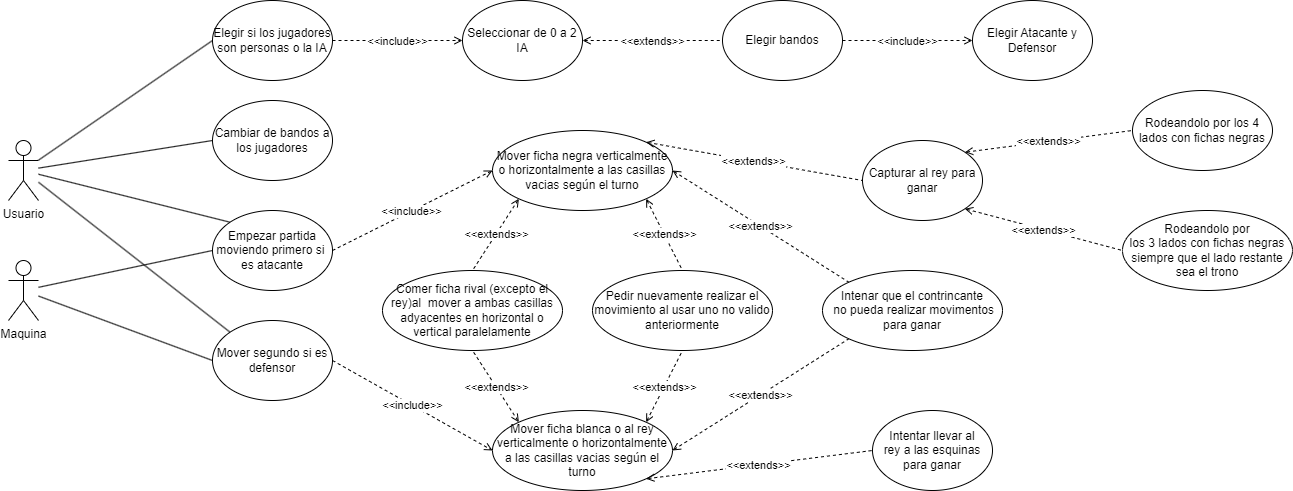 Elegir si los jugadores
son personas o la IA
<<include>>
Seleccionar de 0 a 2
IA
<<extends>>
Elegir bandos
<<include>>
Elegir Atacante y
Defensor
Cambiar de bandos a
los jugadores
Usuario
Mover ficha negra verticalmente
o horizontalmente a las casillas
vacias según el turno
<<extends>>
Capturar al rey para
ganar
<<extends>>
Rodeandolo por los 4
lados con fichas negras
<<extends>>
Rodeandolo por
los 3 lados con fichas negras
siempre que el lado restante
sea el trono
Empezar partida
moviendo primero si
es atacante
<<include>>
<<extends>>
<<extends>>
<<extends>>
Maquina
Comer ficha rival (excepto el
rey)al mover a ambas casillas
adyacentes en horizontal o
vertical paralelamente
Pedir nuevamente realizar el
movimiento al usar uno no valido
anteriormente
Intenar que el contrincante
no pueda realizar movimientos
para ganar
Mover segundo si es
defensor
<<include>>
<<extends>>
<<extends>>
<<extends>>
Mover ficha blanca o al rey
verticalmente o horizontalmente
a las casillas vacias según el
turno
<<extends>>
Intentar llevar al
rey a las esquinas
para ganar